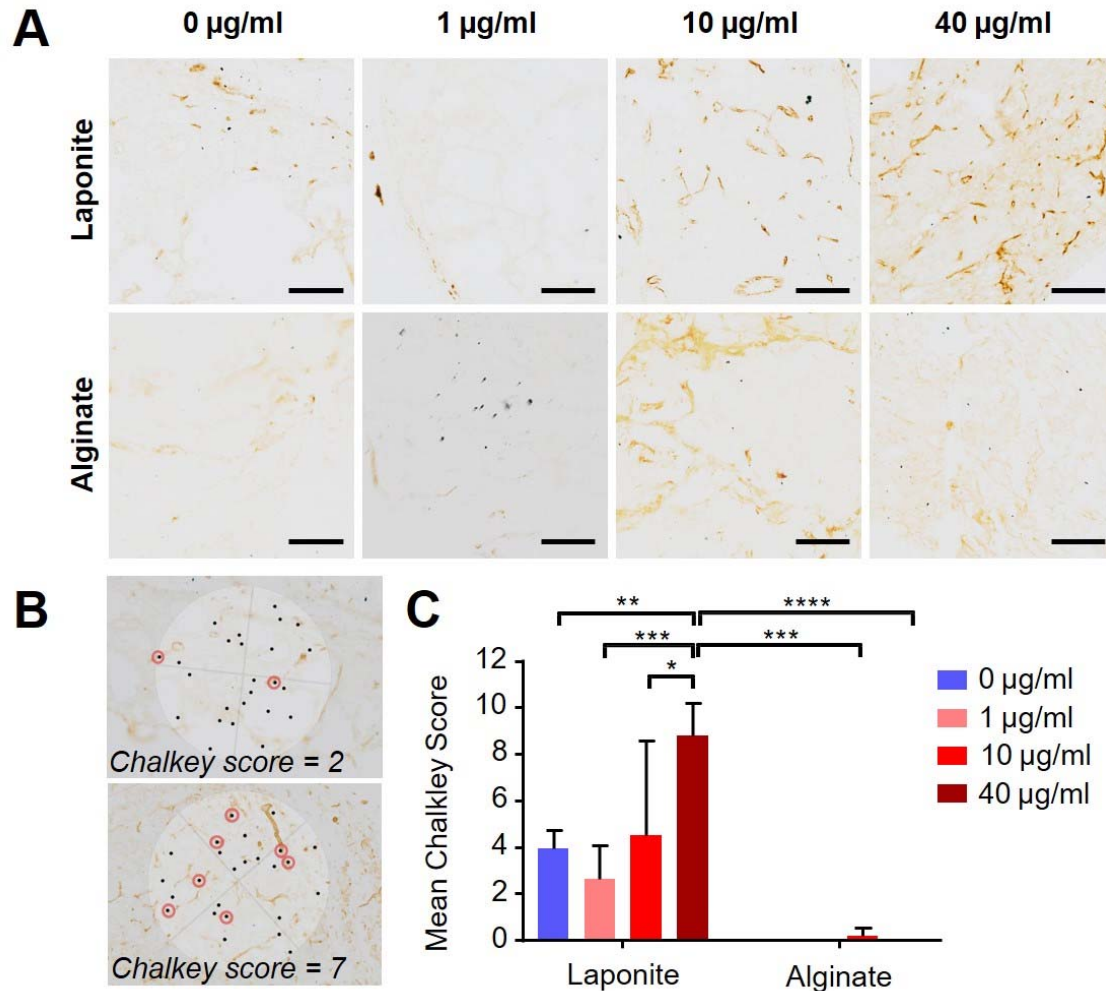 A
0 µg/ml 1 µg/ml 10 µg/ml 40 µg/ml
Laponite
Alginate
B
Chalkey score = 2
Chalkey score = 7
C
** ****
*** ***
*
Mean Chalkley Score
12
10
8
6
4
2
0
Laponite Alginate
0 µg/ml
1 µg/ml
10 µg/ml
40 µg/ml